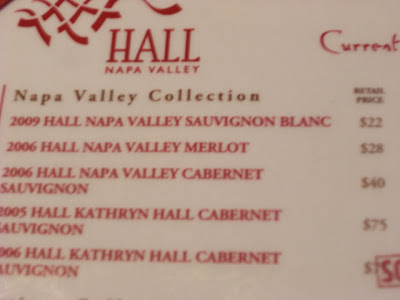 HALL
NAPA VALLEY
Current
Napa Valley Collection
RETAIL
PRICE
2009 HALL NAPA VALLEY SAUVIGNON BLANC $22
2006 HALL NAPA VALLEY MERLOT $28
2006 HALL NAPA VALLEY CABERNET
SAUVIGNON $40
2005 HALL KATHRYN HALL CABERNET
SAUVIGNON $75
006 HALL KATHRYN HALL CABERNET
AUVIGNON
SO